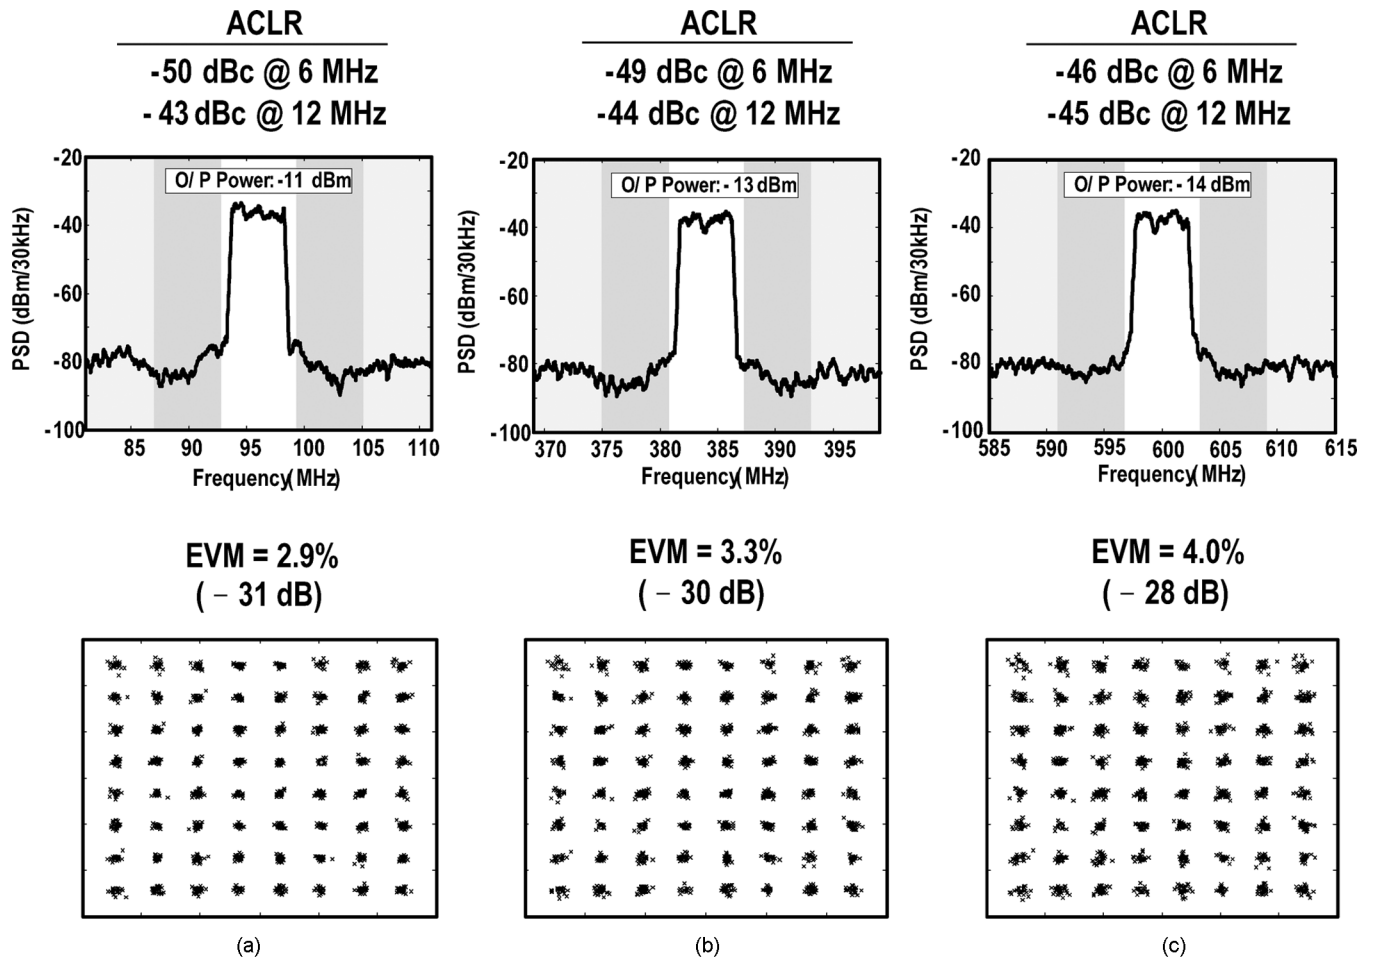 ACLR
-50 dBc @ 6 MHz
- 43 dBc @ 12 MHz
-20
-40
-60
-80
-100
PSD (dBm/30kHz)
O/ P Power: -11 dBm
85 90 95 100 105 110
Frequency(MHz)
EVM = 2.9%
( − 31 dB)
(a)
ACLR
-49 dBc @ 6 MHz
-44 dBc @ 12 MHz
-20
-40
-60
-80
-100
PSD (dBm/30kHz)
O/ P Power: - 13 dBm
370 375 380 385 390 395
Frequency(MHz)
EVM = 3.3%
( − 30 dB)
(b)
ACLR
-46 dBc @ 6 MHz
-45 dBc @ 12 MHz
-20
-40
-60
-80
-100
PSD (dBm/30kHz)
O/ P Power: - 14 dBm
585 590 595 600 605 610 615
Frequency(MHz)
EVM = 4.0%
( − 28 dB)
(c)